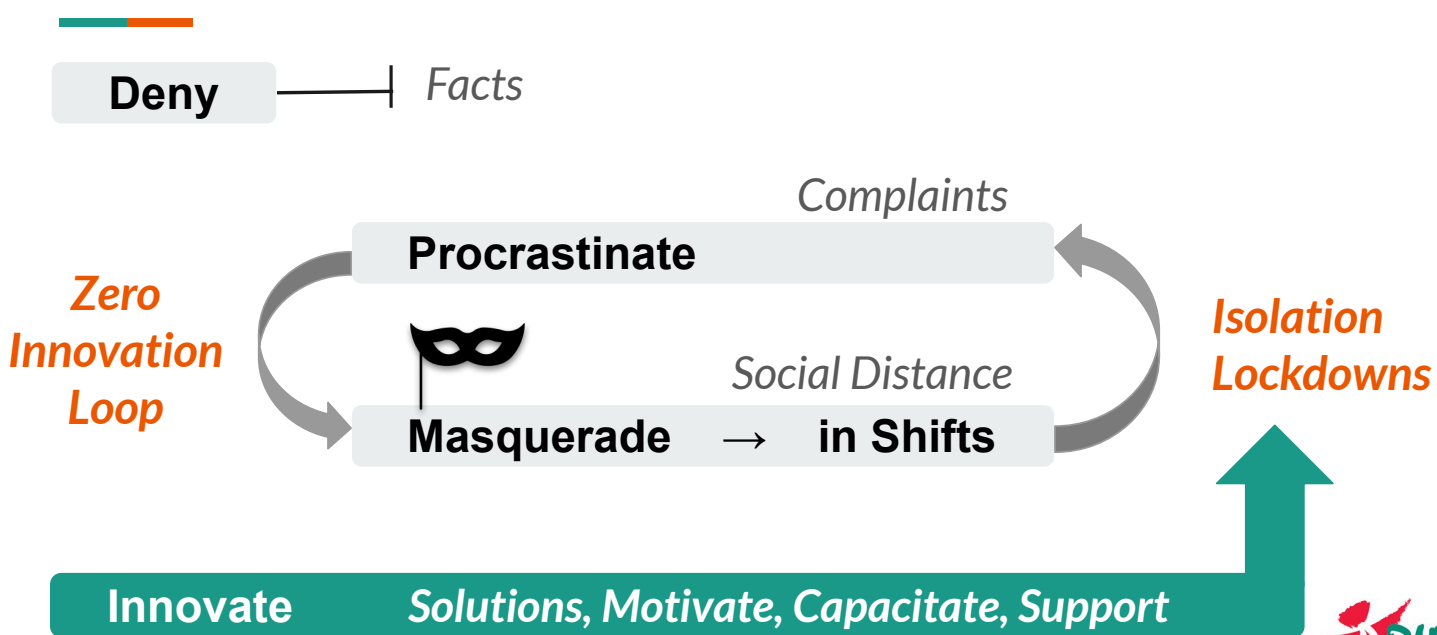 Deny
Facts
Complaints
Procrastinate
Zero
Innovation
Loop
Isolation
Lockdowns
Social Distance
Masquerade → in Shifts
Innovate Solutions, Motivate, Capacitate, Support